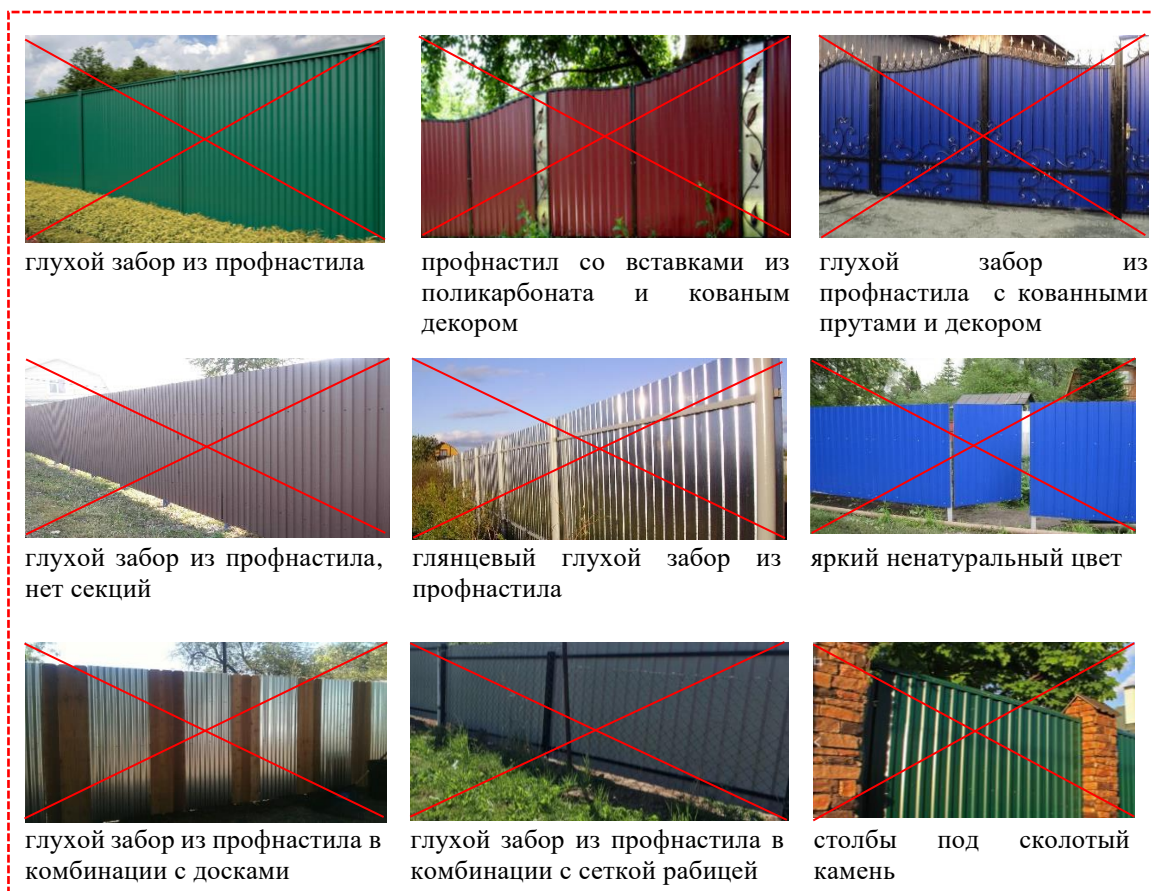 глухой забор из профнастила
профнастил со вставками из
поликарбоната и кованым
декором
глухой забор из
профнастила с кованными
прутами и декором
глухой забор из профнастила,
нет секций
глянцевый глухой забор из
профнастила
яркий ненатуральный цвет
глухой забор из профнастила в
комбинации с досками
глухой забор из профнастила в
комбинации с сеткой рабицей
столбы под сколотый
камень